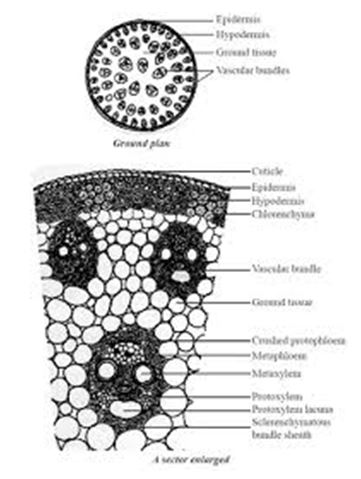 Epidermis
Hypodermis
Ground tissue
Vascular bundles
Ground plan
Cuticle
Epidermis
Hypodermis
Chlorenchyma
Vascular bundle
Ground tissue
Crushed protophloem
Metaphloem
Metaxylem
Protoxylem
Protoxylem lacuna
Sclerenchymatous
bundle sheath
A sector enlarged